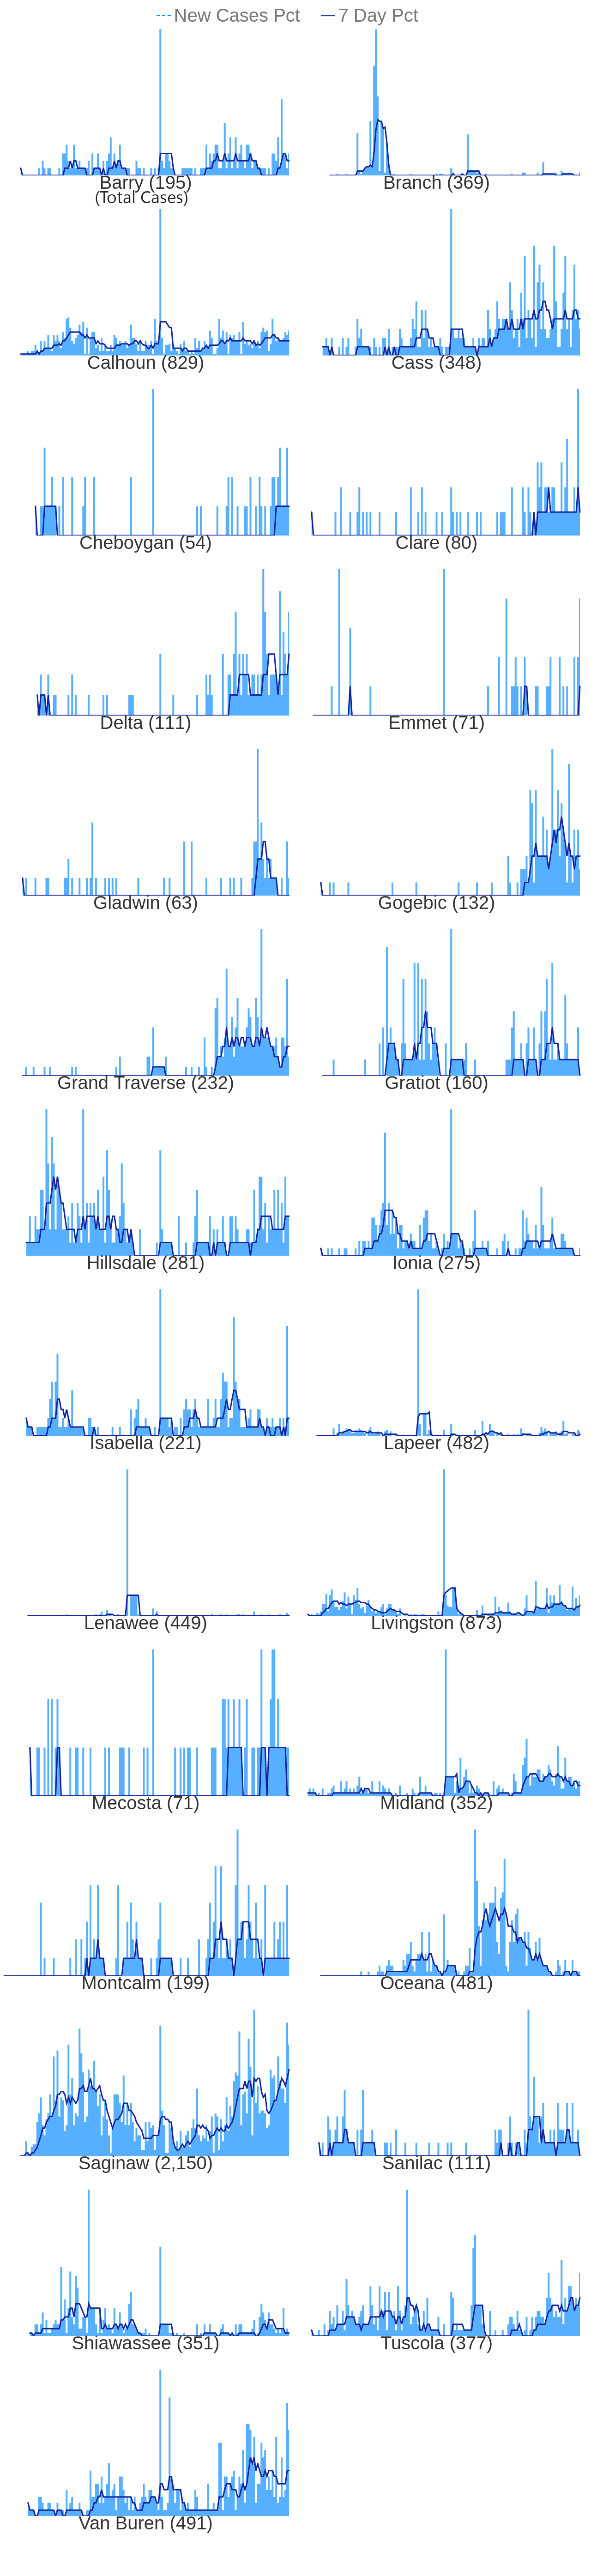 New Cases Pct 7 Day Pct
Barry (195) Branch (369)
(Total Cases)
Calhoun (829) Cass (348)
Cheboygan (54) Clare (80)
Delta (111) Emmet (71)
Gladwin (63) Gogebic (132)
Grand Traverse (232) Gratiot (160)
Hillsdale (281) Ionia (275)
Isabella (221) Lapeer (482)
Lenawee (449) Livingston (873)
Mecosta (71) Midland (352)
Montcalm (199) Oceana (481)
Saginaw (2,150) Sanilac (111)
Shiawassee (351) Tuscola (377)
Van Buren (491)